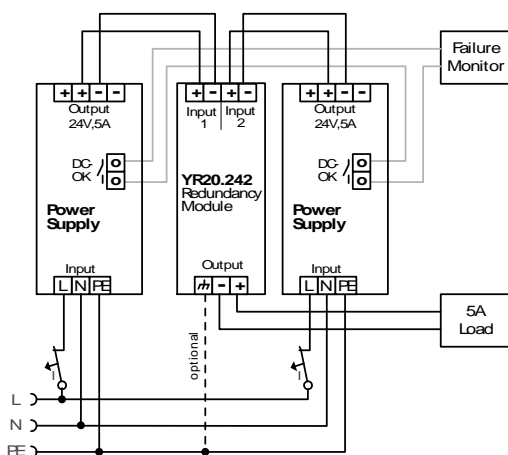 Failure
Monitor
+ + - -
Output
24V,5A
DC-
OK
Power
Supply
Input
L N PE
+ - + -
Input
1
Input
2
YR20.242
Redundancy
Module
Output
- +
+ + - -
Output
24V,5A
DC-
OK
Power
Supply
Input
L N PE
5A
Load
optional
I
I
L
N
PE